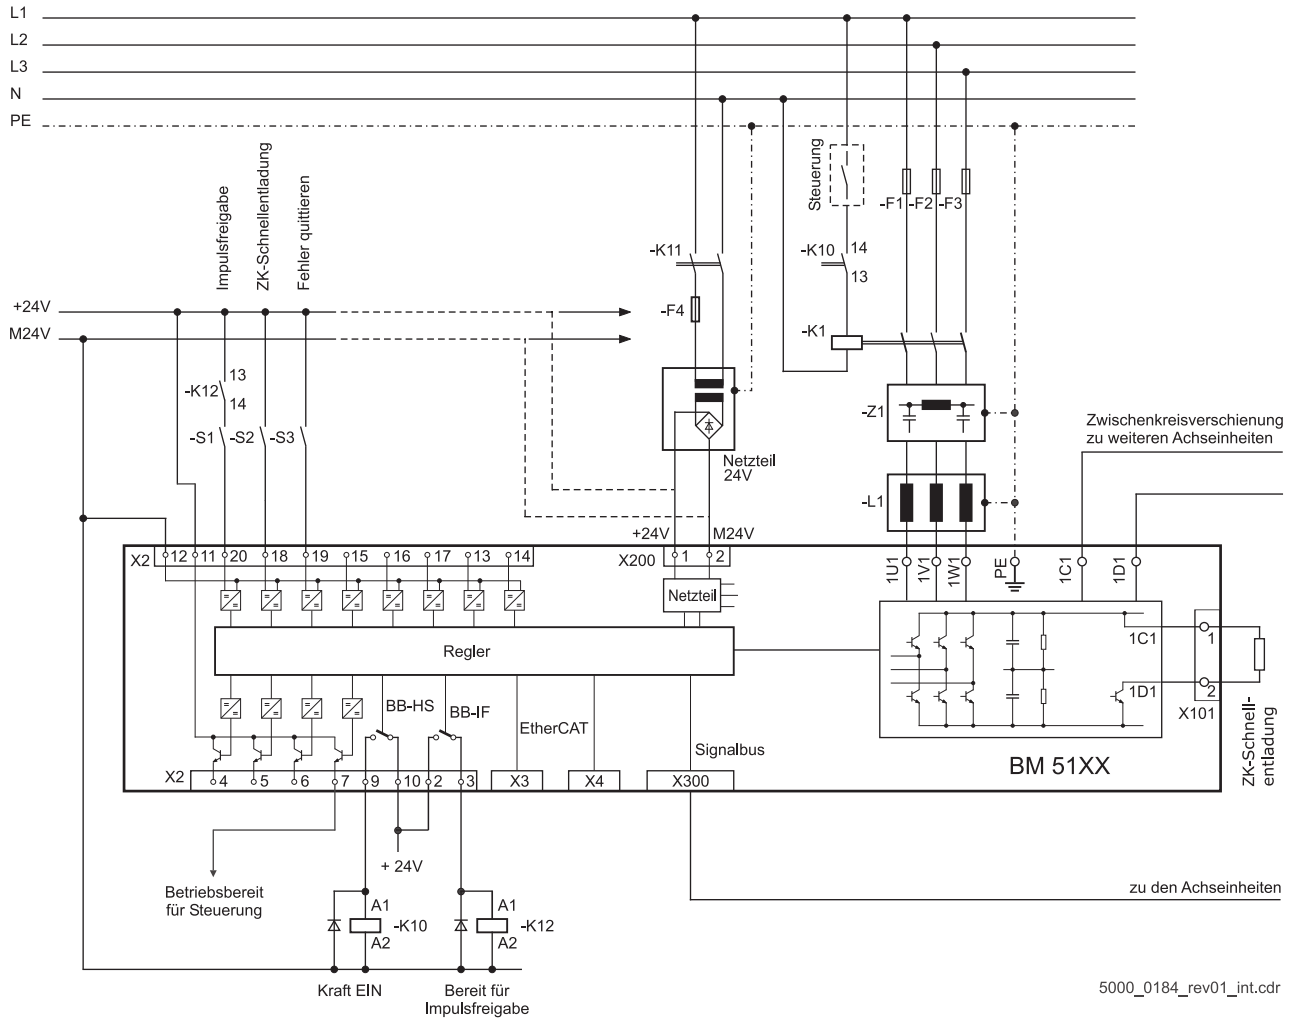 L1
L2
L3
N
PE
Impulsfreigabe
ZK-Schnellentladung
Fehler quittieren
Steuerung
-F1
-F2
-F3
-K11
-K10
14
13
+24V
M24V
-F4
-K1
13
-K12
14
-S1
-S2
-S3
-Z1
Netzteil
24V
-L1
Zwischenkreisverschienung
zu weiteren Achseinheiten
+24V
M24V
X2
12
11
20
18
19
15
16
17
13
14
X200
1
2
1U1
1V1
1W1
PE
1C1
1D1
Netzteil
Regler
1C1
1
1D1
2
X101
ZK-Schnell-
entladung
BB-HS
BB-IF
EtherCAT
Signalbus
BM 51XX
X2
4
5
6
7
9
10
2
3
X3
X4
X300
+ 24V
Betriebsbereit
für Steuerung
zu den Achseinheiten
A1
-K10
A2
A1
-K12
A2
Kraft EIN
Bereit für
Impulsfreigabe
5000_0184_rev01_int.cdr